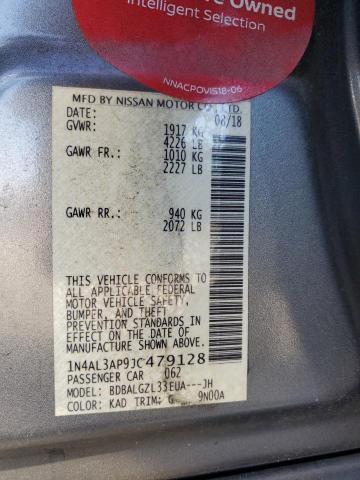 Owned
Intelligent Selection
NNACPOVIS18-06
MFD BY NISSAN MOTOR CO., LTD.
DATE: 08/18
GVWR: 1917 KG
4226 LB
GAWR FR.: 1010 KG
2227 LB
GAWR RR.: 940 KG
2072 LB
THIS VEHICLE CONFORMS TO
ALL APPLICABLE FEDERAL
MOTOR VEHICLE SAFETY,
BUMPER, AND THEFT
PREVENTION STANDARDS
IN EFFECT ON THE DATE OF
MANUFACTURE SHOWN ABOVE.
1N4AL3AP9JC479128
PASSENGER CAR 062
MODEL: BDBALGZL33EUA---JH
COLOR: KAD TRIM: G 9N00A